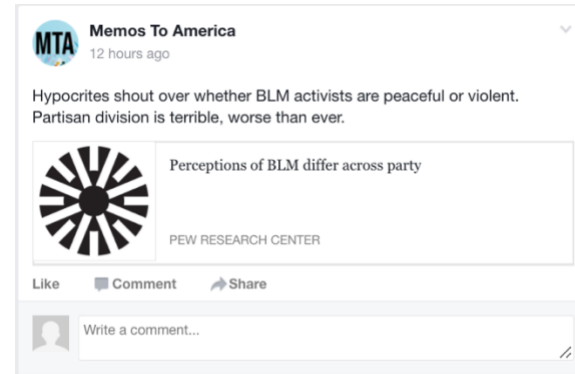 MTA
Memos To America
12 hours ago
Hypocrites shout over whether BLM activists are peaceful or violent.
Partisan division is terrible, worse than ever.
Perceptions of BLM differ across party
PEW RESEARCH CENTER
Like Comment Share
Write a comment...